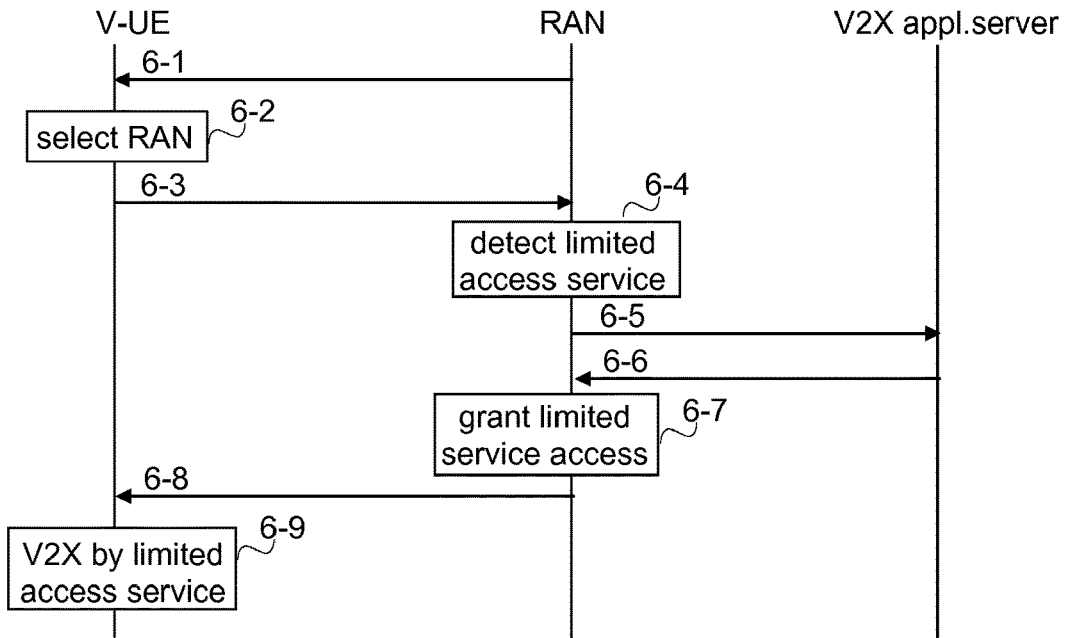 V-UE
RAN
V2X appl.server
6-1
select RAN
6-2
6-3
6-4
detect limited
access service
6-5
6-6
grant limited
service access
6-7
6-8
V2X by limited
access service
6-9